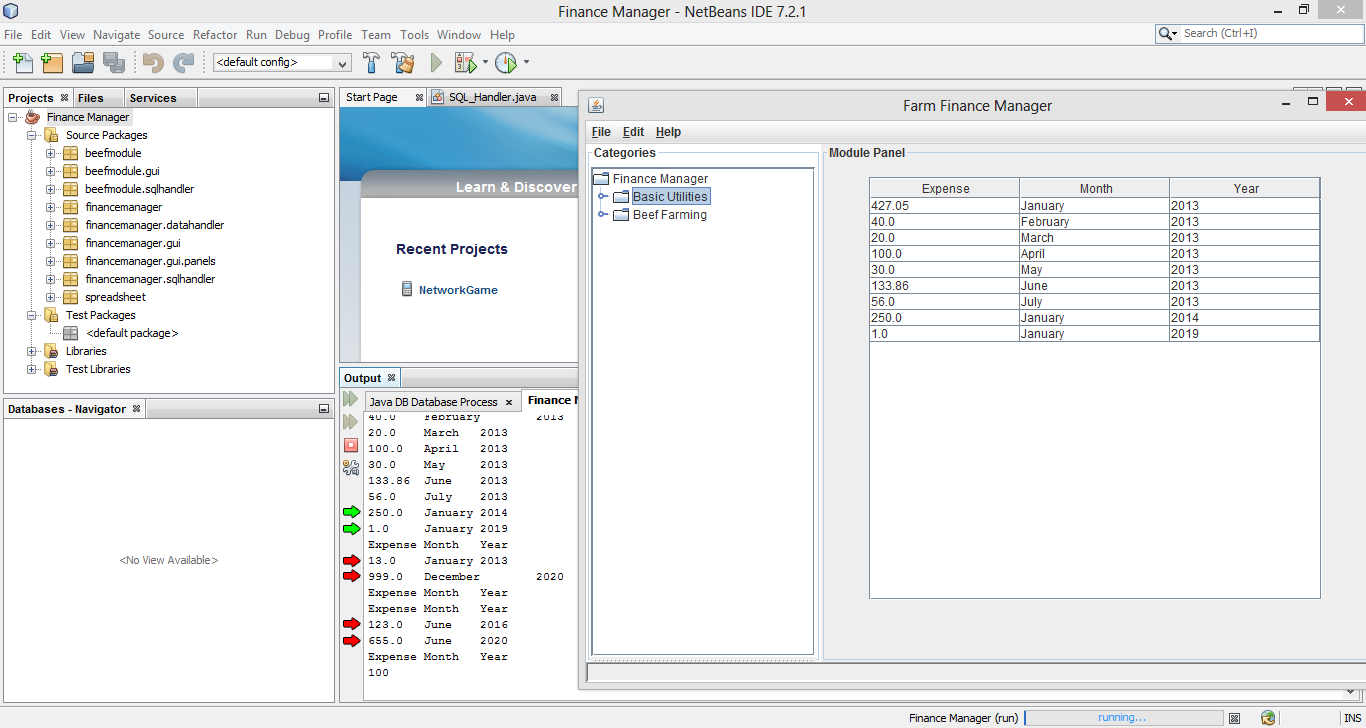 Finance Manager - NetBeans IDE 7.2.1
File Edit View Navigate Source Refactor Run Debug Profile Team Tools Window Help
Search (Ctrl+I)
<default config>
Projects Files Services
Finance Manager
Source Packages
beefmodule
beefmodule.gui
beefmodule.sqlhandler
financemanager
financemanager.datahandler
financemanager.gui
financemanager.gui.panels
financemanager.sqlhandler
spreadsheet
Test Packages
<default package>
Libraries
Test Libraries
Databases - Navigator
<No View Available>
Start Page SQL_Handler.java
Learn & Discover
Recent Projects
NetworkGame
Output
Java DB Database Process Finance
40.0 February 2013
20.0 March 2013
100.0 April 2013
30.0 May 2013
133.86 June 2013
56.0 July 2013
250.0 January 2014
1.0 January 2019
Expense Month Year
13.0 January 2013
999.0 December 2020
Expense Month Year
Expense Month Year
123.0 June 2016
655.0 June 2020
Expense Month Year
100
Farm Finance Manager
File Edit Help
Categories
Finance Manager
Basic Utilities
Beef Farming
Module Panel
Expense Month Year
427.05 January 2013
40.0 February 2013
20.0 March 2013
100.0 April 2013
30.0 May 2013
133.86 June 2013
56.0 July 2013
250.0 January 2014
1.0 January 2019
Finance Manager (run) running... INS